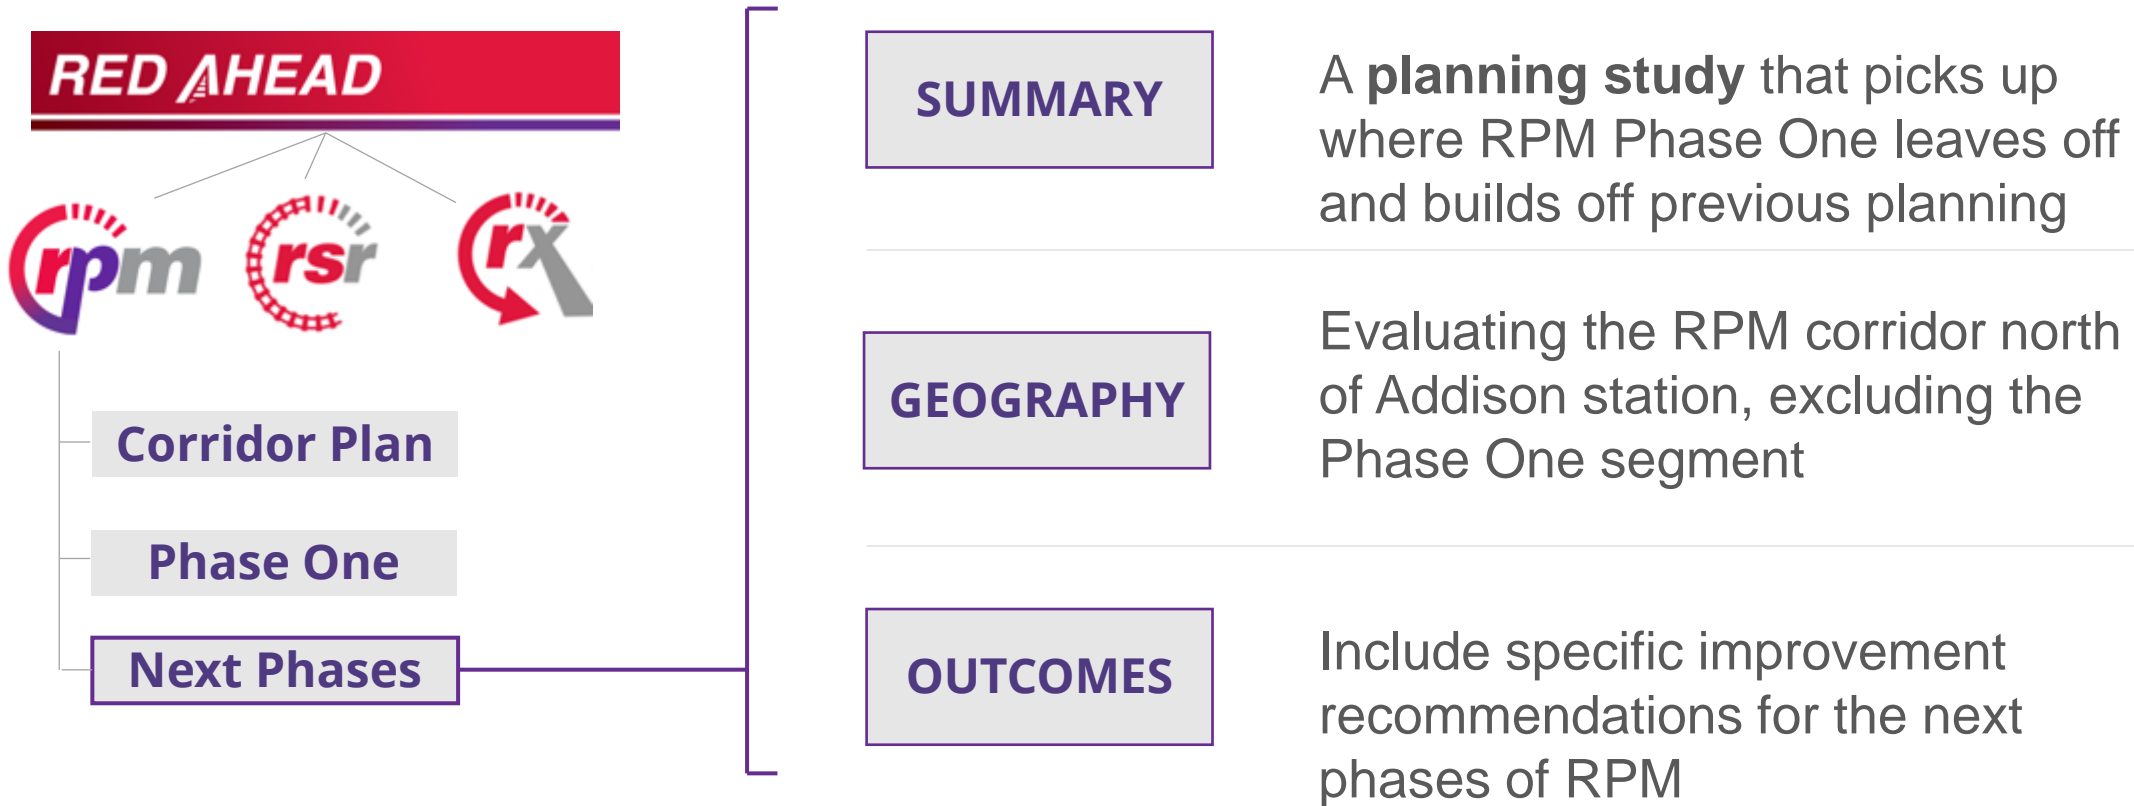 RED AHEAD
rpm
rsr
rx
Corridor Plan
Phase One
Next Phases
SUMMARY
A planning study that picks up
where RPM Phase One leaves off
and builds off previous planning
GEOGRAPHY
Evaluating the RPM corridor north
of Addison station, excluding the
Phase One segment
OUTCOMES
Include specific improvement
recommendations for the next
phases of RPM